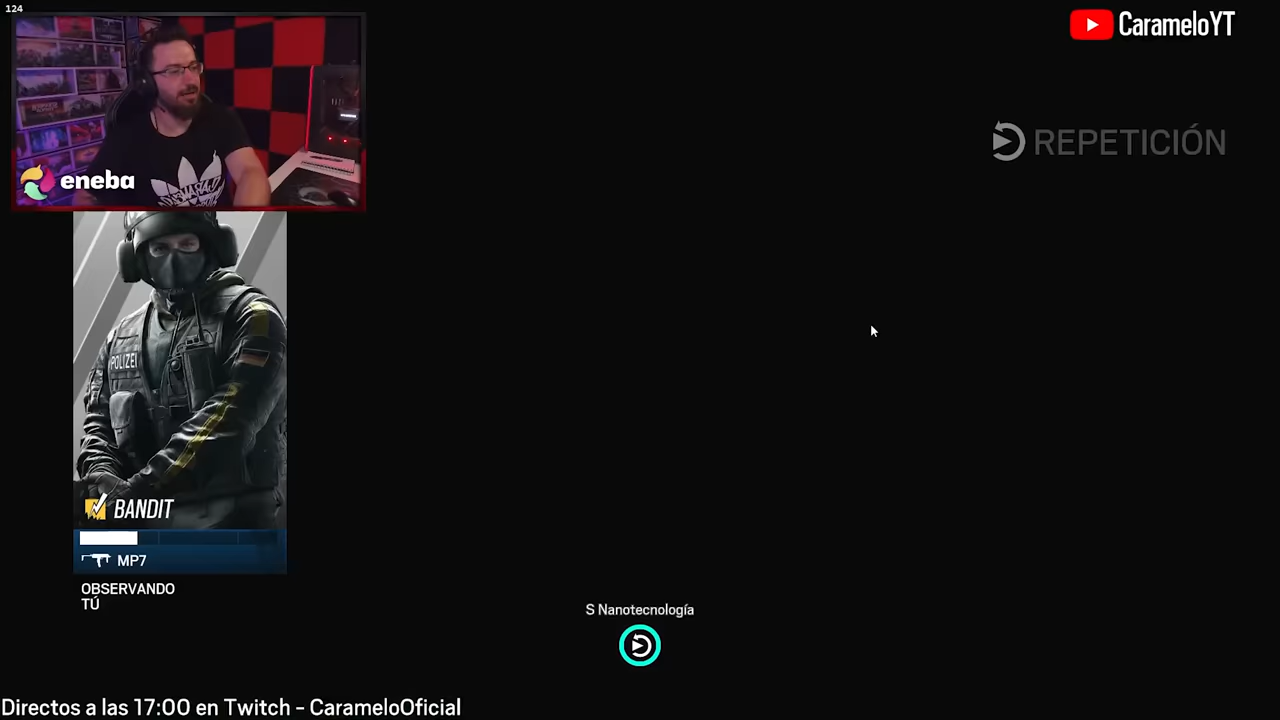 124
CarameloYT
REPETICIÓN
eneba
POLIZEI
BANDIT
MP7
OBSERVANDO
TÚ
S Nanotecnología
Directos a las 17:00 en Twitch - CarameloOficial